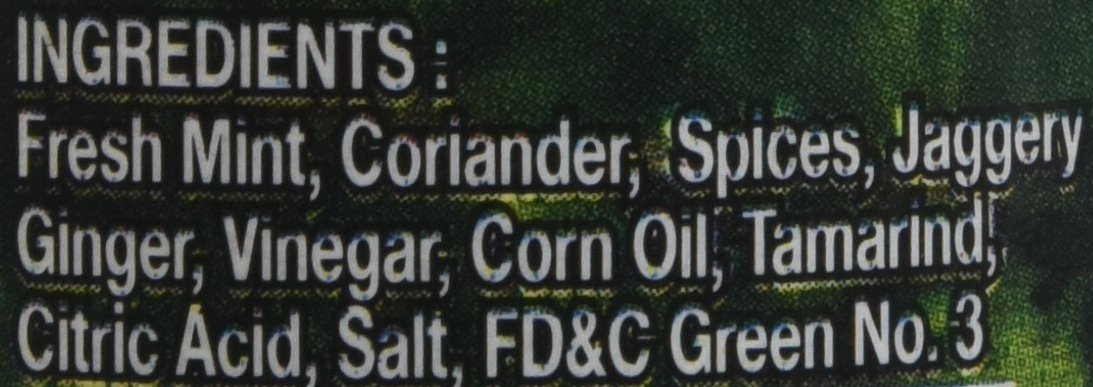 INGREDIENTS :
Fresh Mint, Coriander, Spices, Jaggery
Ginger, Vinegar, Corn Oil, Tamarind,
Citric Acid, Salt, FD&C Green No. 3